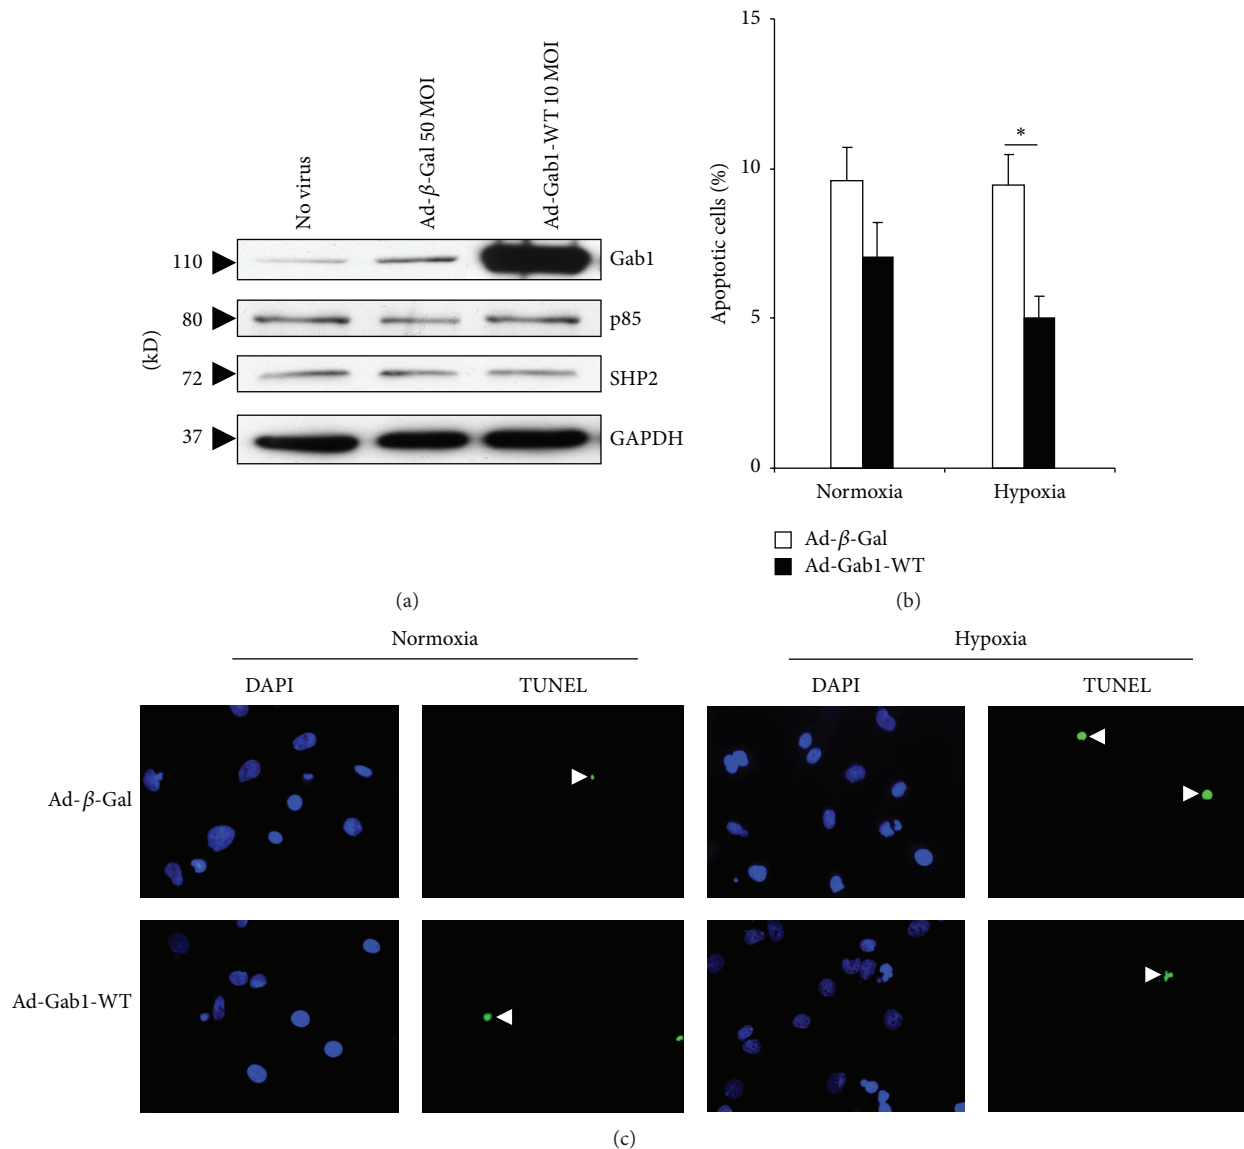 No virus
Ad-β-Gal 50 MOI
Ad-Gab1-WT 10 MOI
(kD)
110
Gab1
80
p85
72
SHP2
37
GAPDH
(a)
Apoptotic cells (%)
15
10
5
0
*
Normoxia
Hypoxia
Ad-β-Gal
Ad-Gab1-WT
(b)
Normoxia
Hypoxia
DAPI
TUNEL
DAPI
TUNEL
Ad-β-Gal
Ad-Gab1-WT
(c)